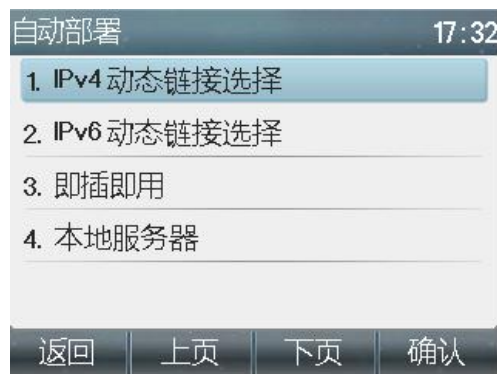 自动部署 17:32
1. IPv4 动态链接选择
2. IPv6 动态链接选择
3. 即插即用
4. 本地服务器
返回 上页 下页 确认